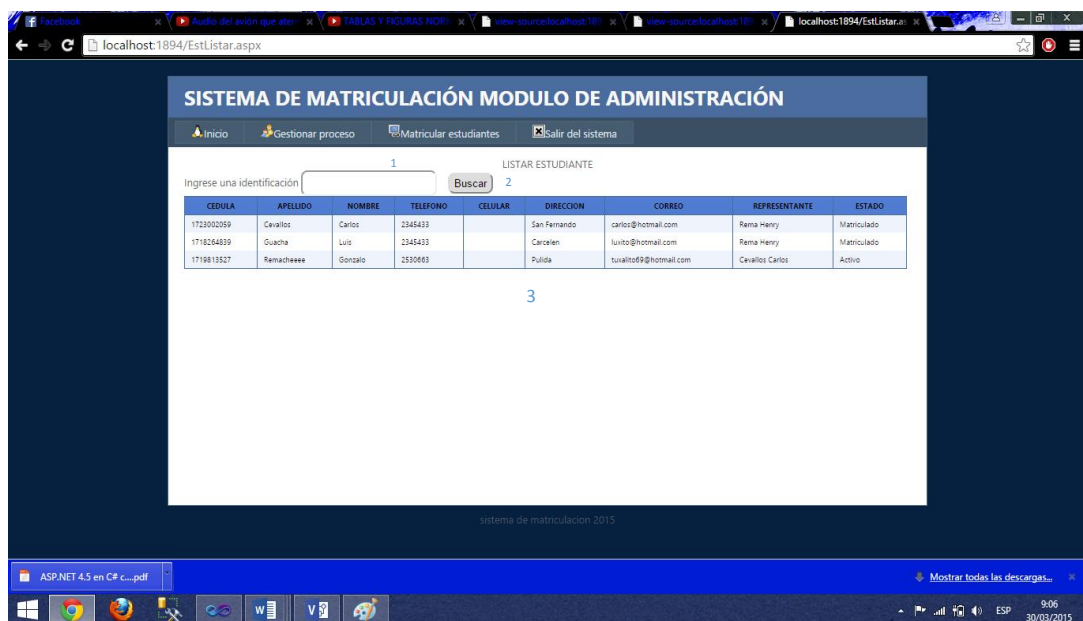 Facebook
Audio del avión que ater
TABLAS Y FIGURAS NOR
view-source:localhost:18
view-source:localhost:18
localhost:1894/EstListar.as
localhost:1894/EstListar.aspx
SISTEMA DE MATRICULACIÓN MODULO DE ADMINISTRACIÓN
Inicio Gestionar proceso Matricular estudiantes Salir del sistema
1 LISTAR ESTUDIANTE
Ingrese una identificación Buscar 2
CEDULA APELLIDO NOMBRE TELEFONO CELULAR DIRECCION CORREO REPRESENTANTE ESTADO
1723002059 Cevallos Carlos 2345433 San Fernando carlos@hotmail.com Rema Henry Matriculado
1718264839 Guacha Luis 2345433 Carcelen luxito@hotmail.com Rema Henry Matriculado
1719813527 Remacheeee Gonzalo 2530663 Pulida tuxalito69@hotmail.com Cevallos Carlos Activo
3
sistema de matriculacion 2015
ASP.NET 4.5 en C# c....pdf
Mostrar todas las descargas...
ESP
9:06
30/03/2015